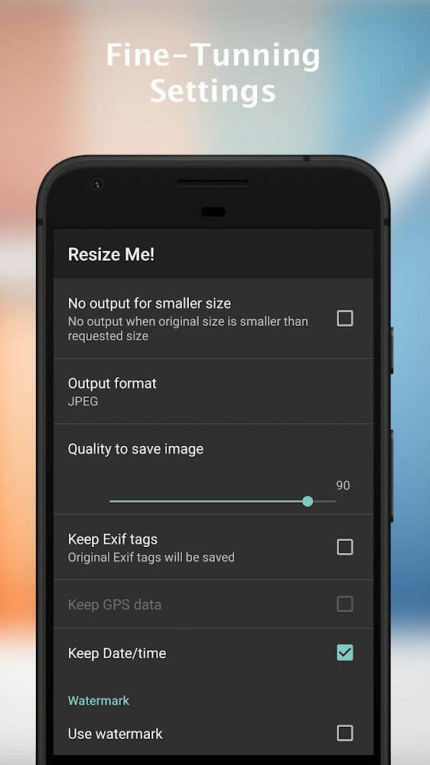 Fine-Tunning
Settings
Resize Me!
No output for smaller size
No output when original size is smaller than
requested size
Output format
JPEG
Quality to save image
90
Keep Exif tags
Original Exif tags will be saved
Keep GPS data
Keep Date/time
Watermark
Use watermark